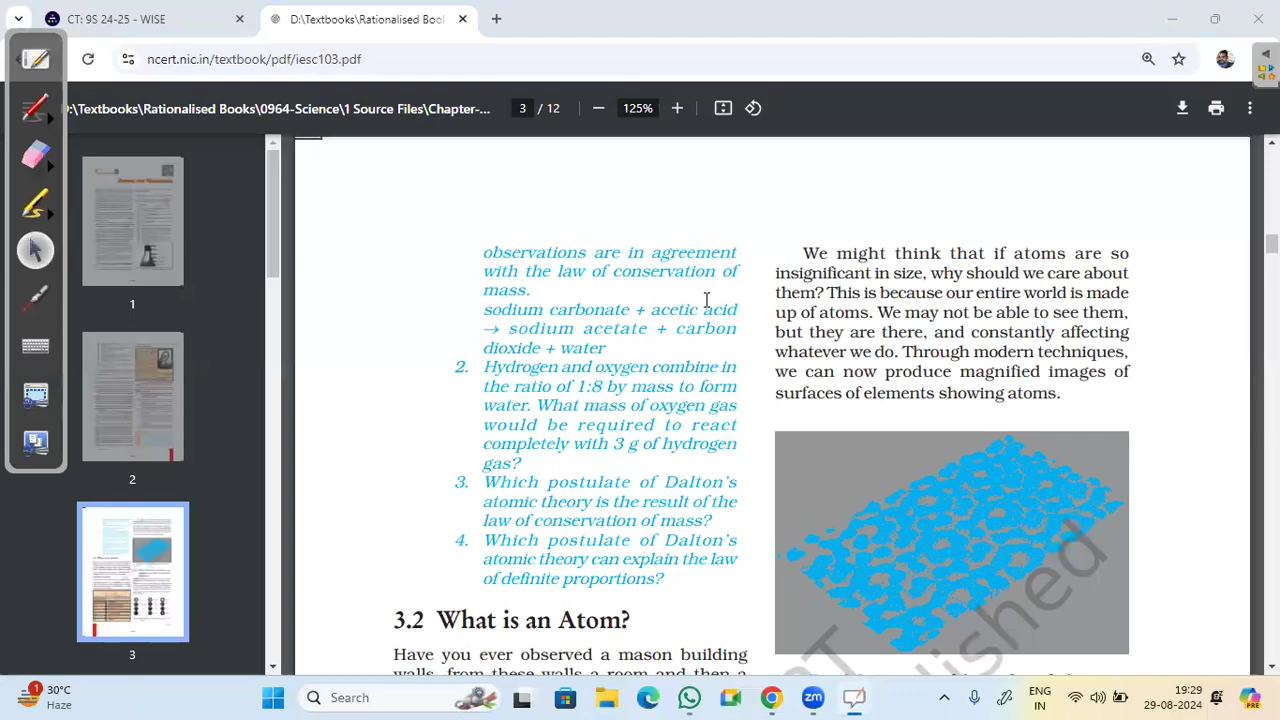 CT: 9S 24-25 - WISE
D:\Textbooks\Rationalised Boo
ncert.nic.in/textbook/pdf/iesc103.pdf
D:\Textbooks\Rationalised Books\0964-Science\1 Source Files\Chapter-...
3 / 12
125%
1
2
3
observations are in agreement
with the law of conservation of
mass.
sodium carbonate + acetic acid
→ sodium acetate + carbon
dioxide + water
2. Hydrogen and oxygen combine in
the ratio of 1:8 by mass to form
water. What mass of oxygen gas
would be required to react
completely with 3 g of hydrogen
gas?
3. Which postulate of Dalton's
atomic theory is the result of the
law of conservation of mass?
4. Which postulate of Dalton's
atomic theory can explain the law
of definite proportions?
3.2 What is an Atom?
Have you ever observed a mason building
walls, from these walls a room and then a
We might think that if atoms are so
insignificant in size, why should we care about
them? This is because our entire world is made
up of atoms. We may not be able to see them,
but they are there, and constantly affecting
whatever we do. Through modern techniques,
we can now produce magnified images of
surfaces of elements showing atoms.
1
30°C
Haze
Search
zm
ENG
IN
19:29
29-08-2024
PRE